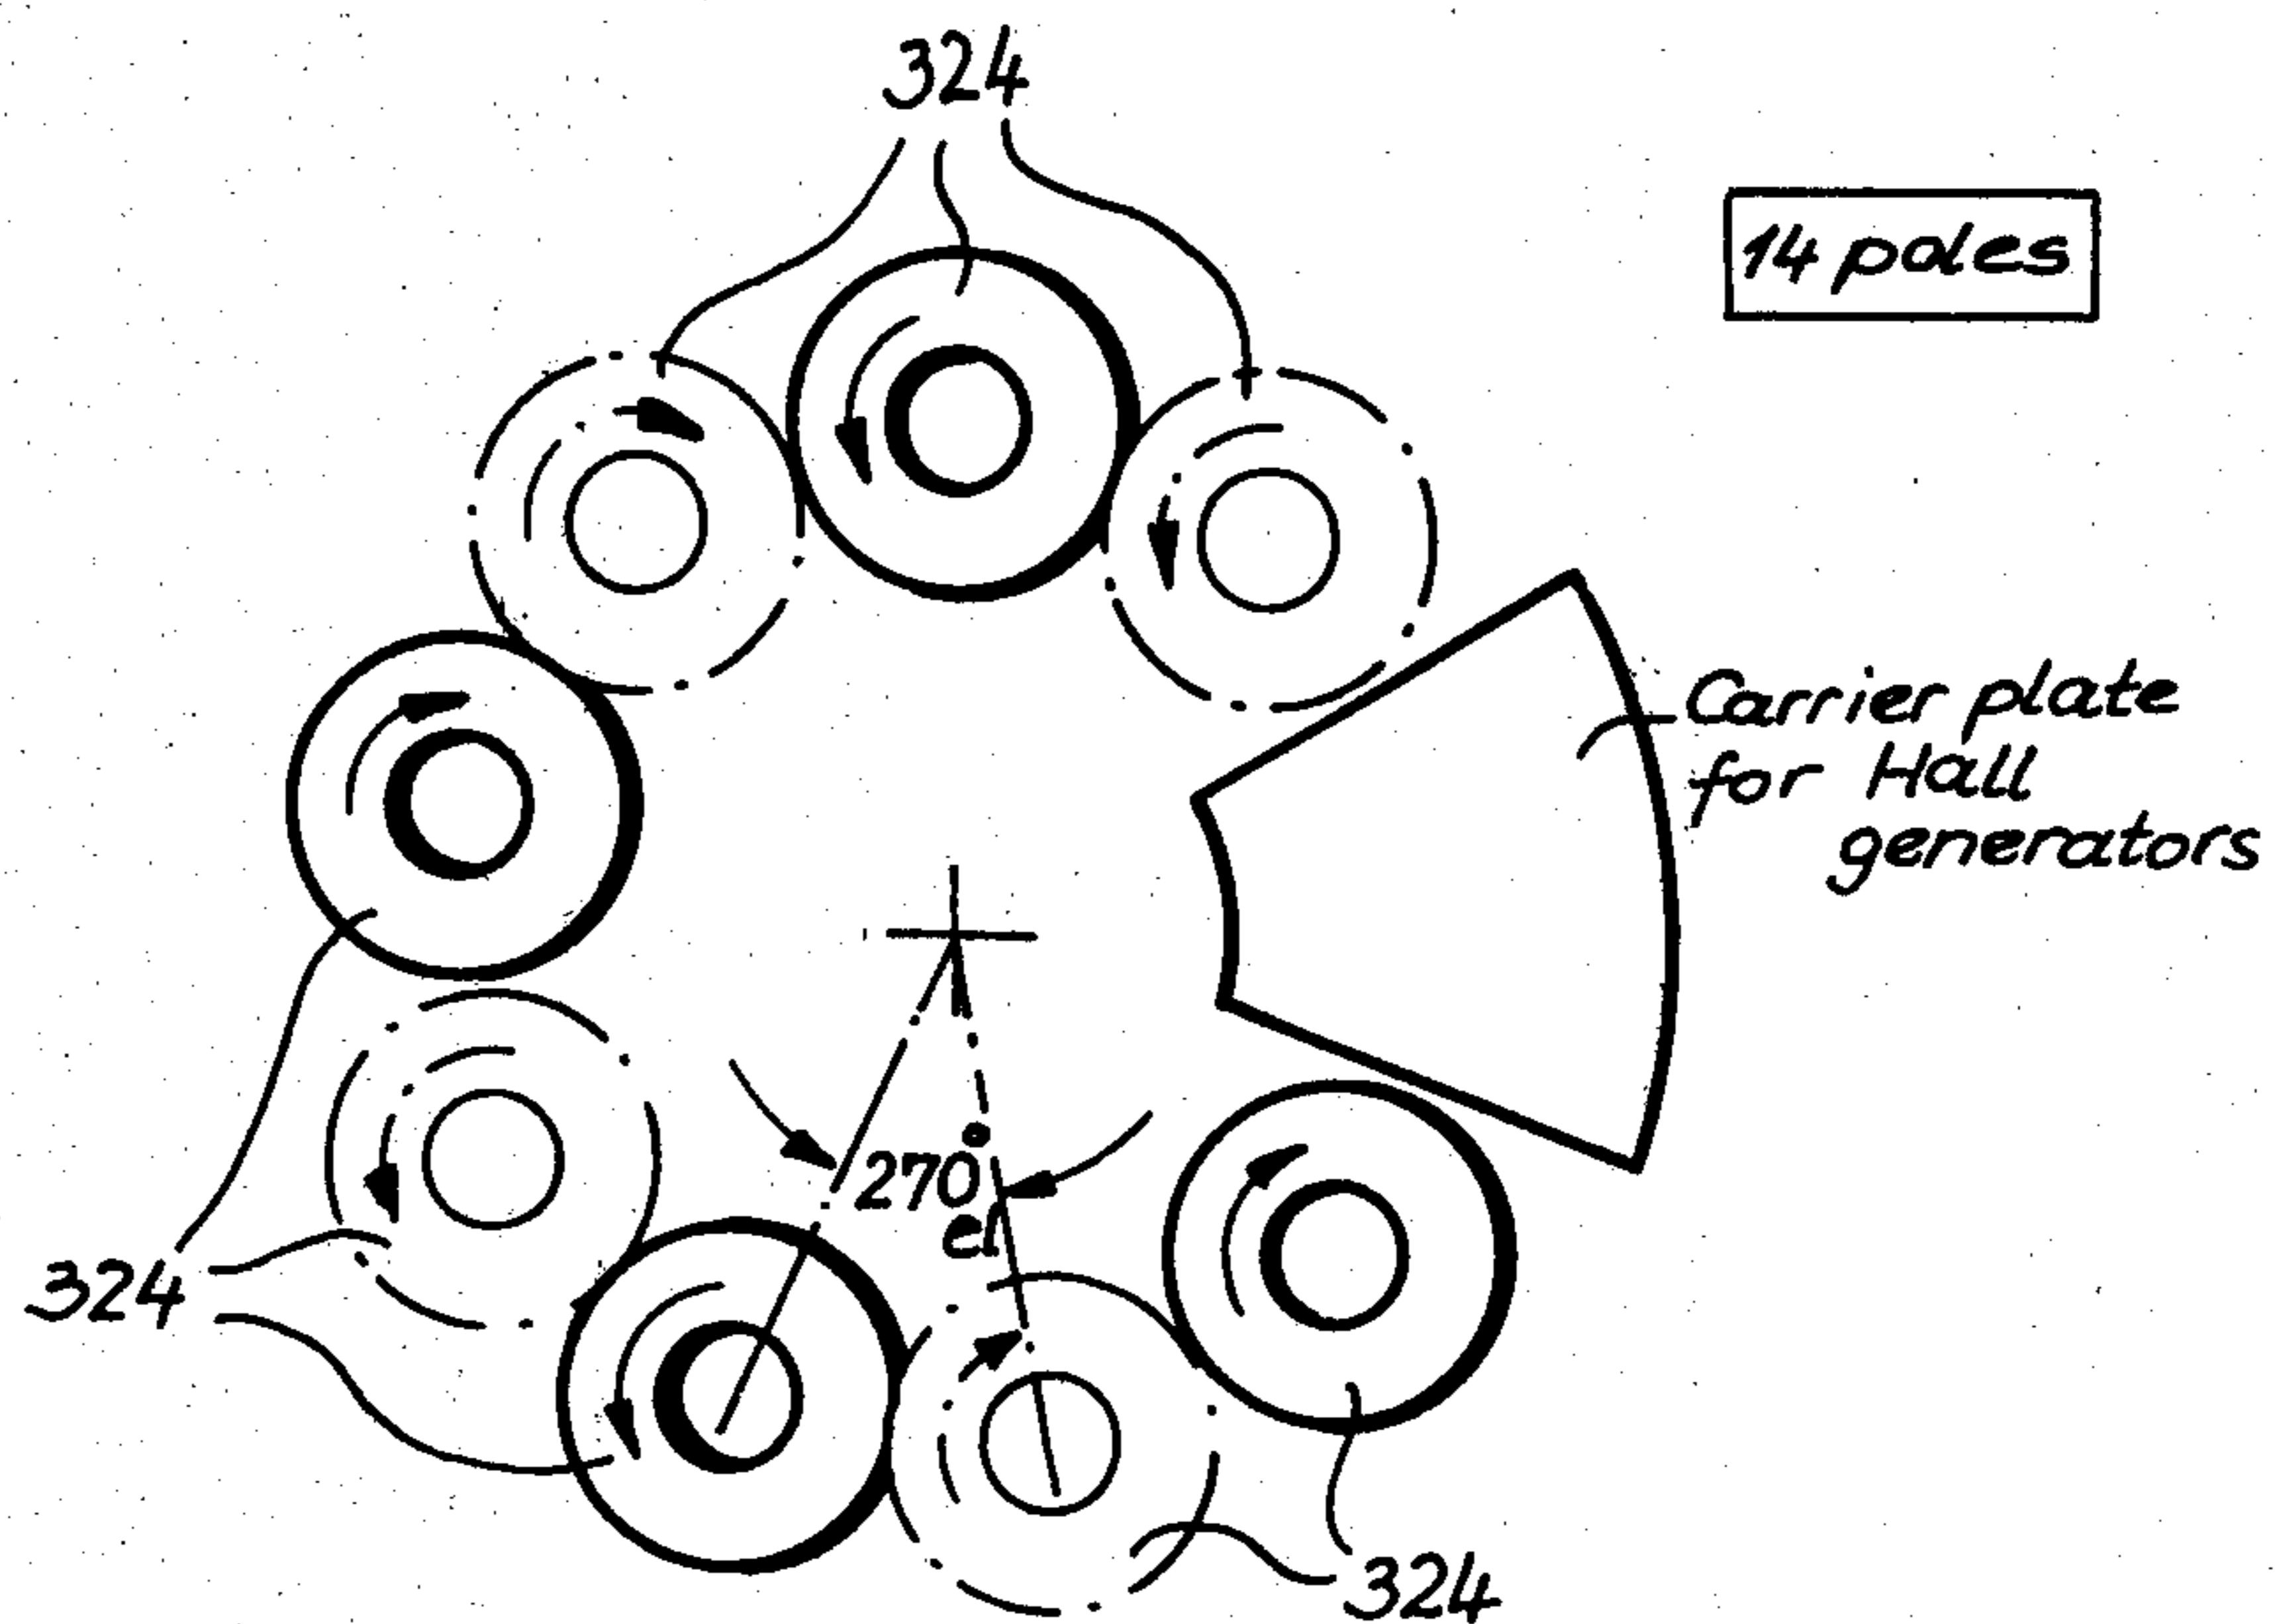 324
14 poles
Carrier plate
for Hall
generators
270°
el
324
324